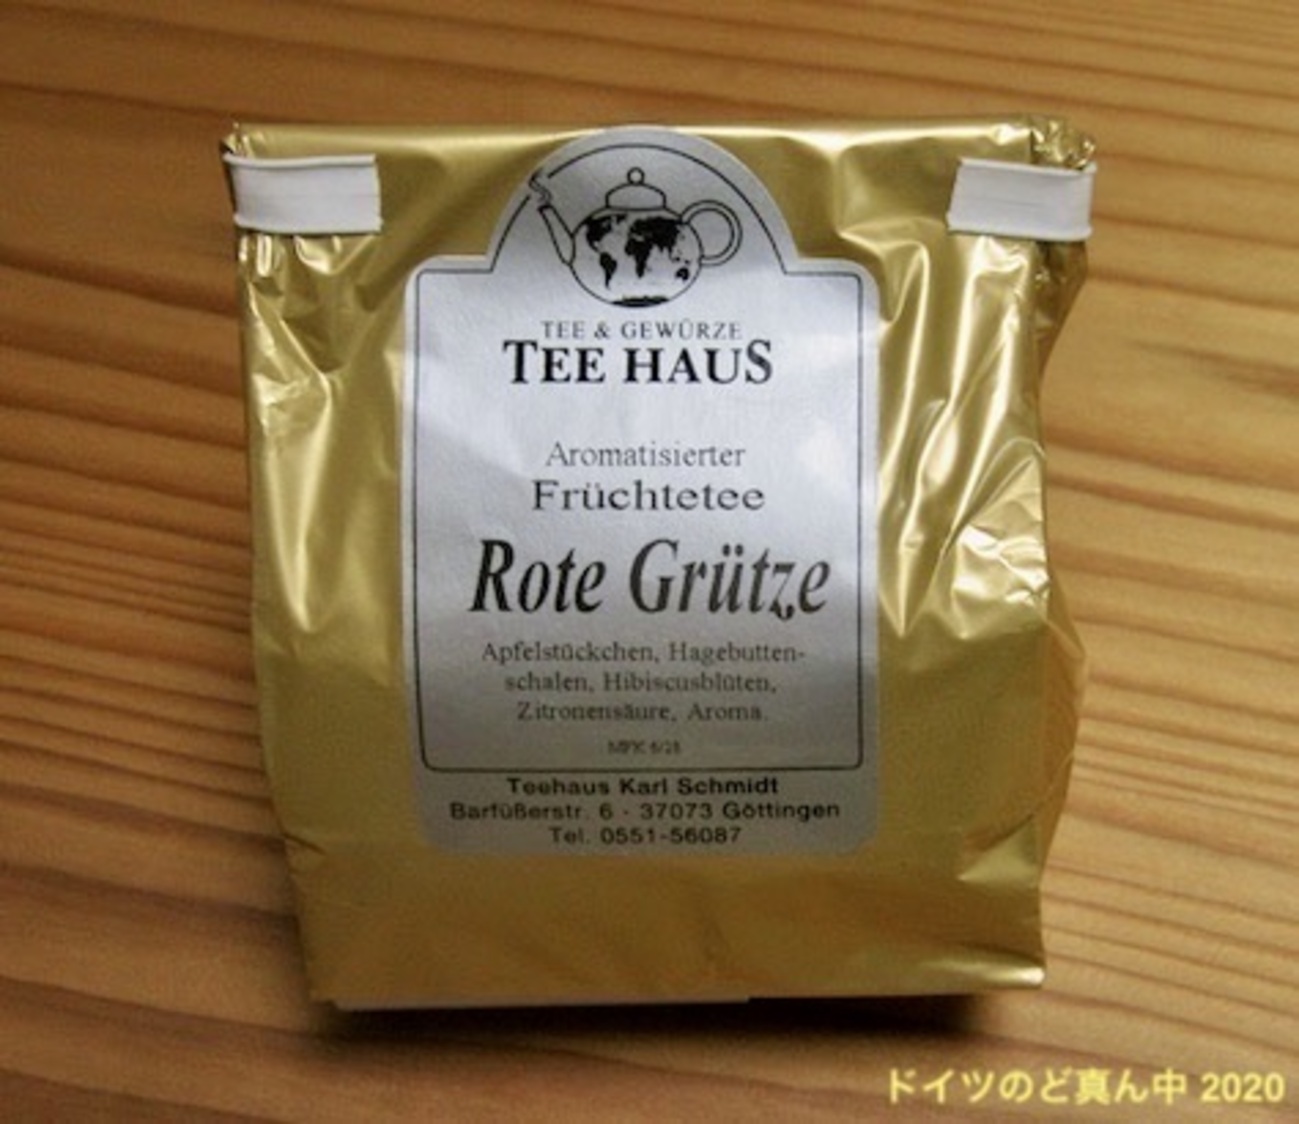 TEE & GEWÜRZE
TEE HAUS
Aromatisierter
Früchtetee
Rote Grütze
Apfelstückchen, Hagebutten-
schalen, Hibiscusblüten,
Zitronensäure, Aroma.
Teehaus Karl Schmidt
Barfüßerstr. 6 · 37073 Göttingen
Tel. 0551-56087
ドイツのど真ん中 2020